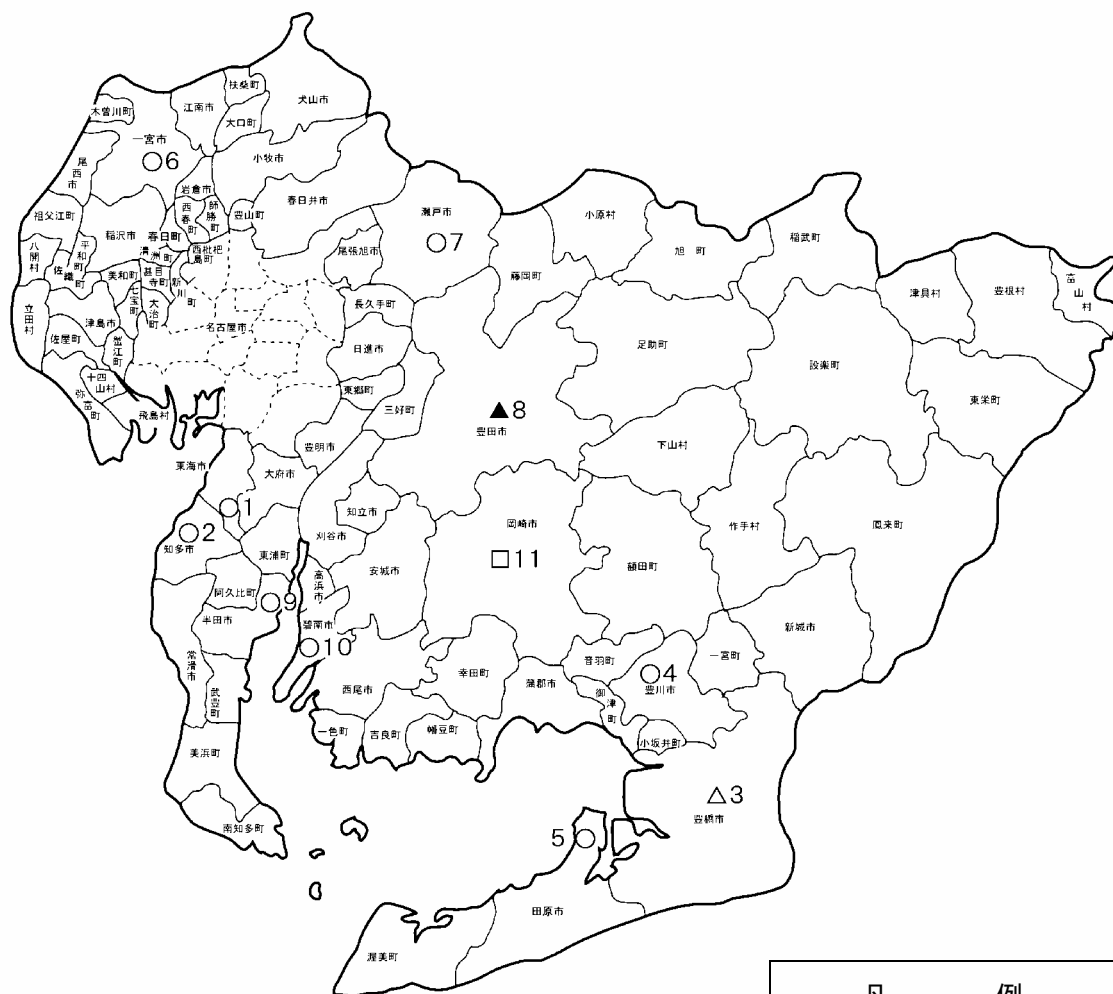 扶桑町
犬山市
江南市
木曽川町
大口町
一宮市
○6
小牧市
尾西市
岩倉市
春日井市
瀬戸市
○7
小原村
旭町
稲武町
祖父江町
西春町
師勝町
豊山町
稲沢市
春日町
尾張旭市
藤岡町
八開村
平和町
清洲町
西枇杷島町
津具村
豊根村
富山村
佐織町
美和町
甚目寺町
新川町
長久手町
七宝町
大治町
立田村
津島市
名古屋市
足助町
設楽町
佐屋町
蟹江町
日進市
十四山村
東郷町
東栄町
弥富町
飛島村
三好町
▲8
豊田市
下山村
豊明市
東海市
大府市
○1
知立市
岡崎市
作手村
鳳来町
○2
知多市
刈谷市
東浦町
□11
安城市
額田町
高浜市
阿久比町
○9
半田市
碧南市
新城市
○10
常滑市
音羽町
一宮町
○4
幸田町
豊川市
西尾市
蒲郡市
御津町
武豊町
一色町
吉良町
幡豆町
小坂井町
美浜町
△3
豊橋市
南知多町
5○
田原市
渥美町
凡 例